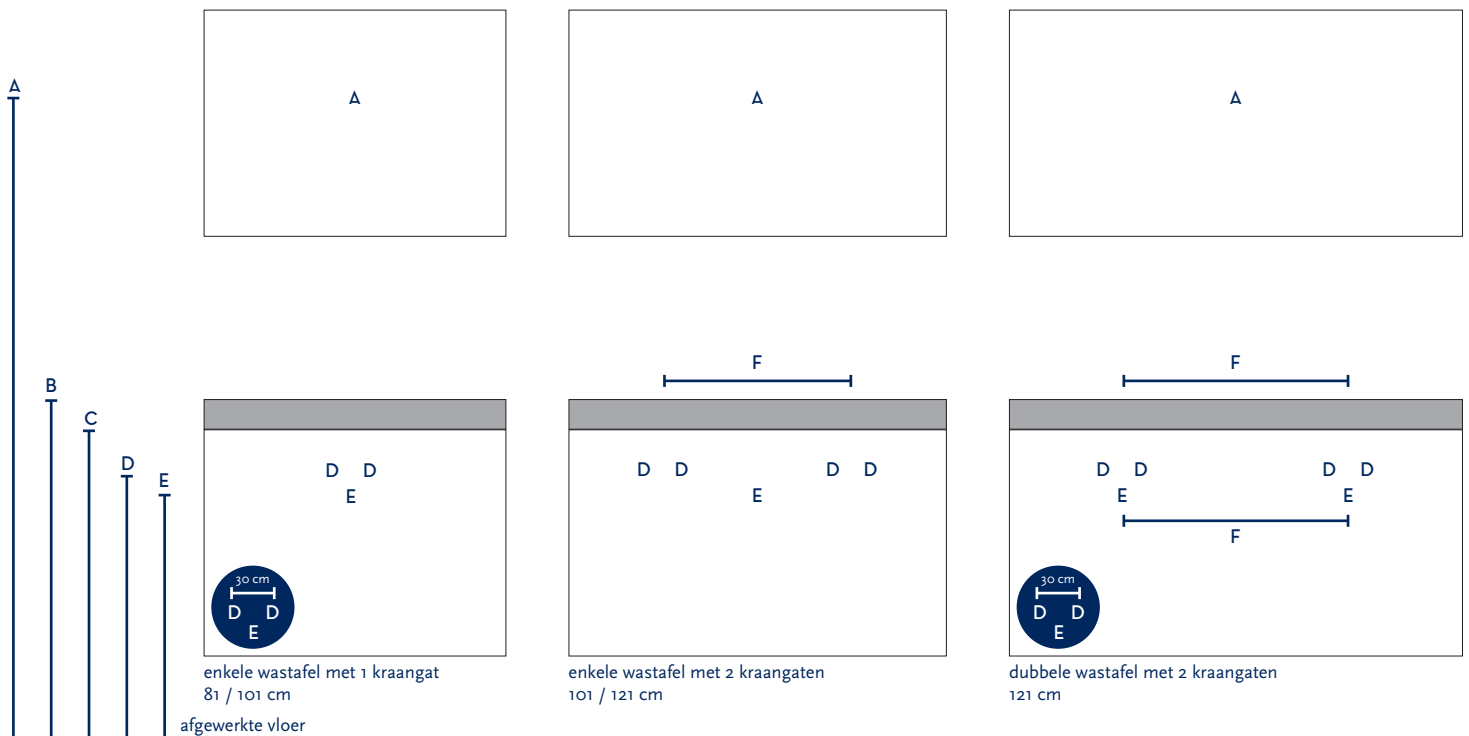 A
A
A
A
B
C
D
E
F
F
D D
E
D D
D D
E
D D
D D
E
E
F
30 cm
D D
E
30 cm
D D
E
enkele wastafel met 1 kraangat
81 / 101 cm
enkele wastafel met 2 kraangaten
101 / 121 cm
dubbele wastafel met 2 kraangaten
121 cm
afgewerkte vloer